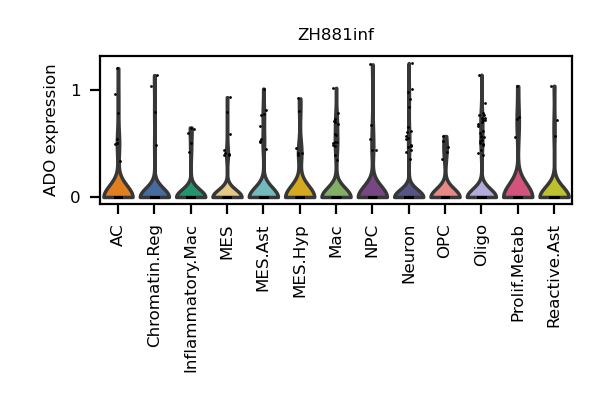 ZH881inf
ADO expression
1
0
AC
Chromatin.Reg
Inflammatory.Mac
MES
MES.Ast
MES.Hyp
Mac
NPC
Neuron
OPC
Oligo
Prolif.Metab
Reactive.Ast